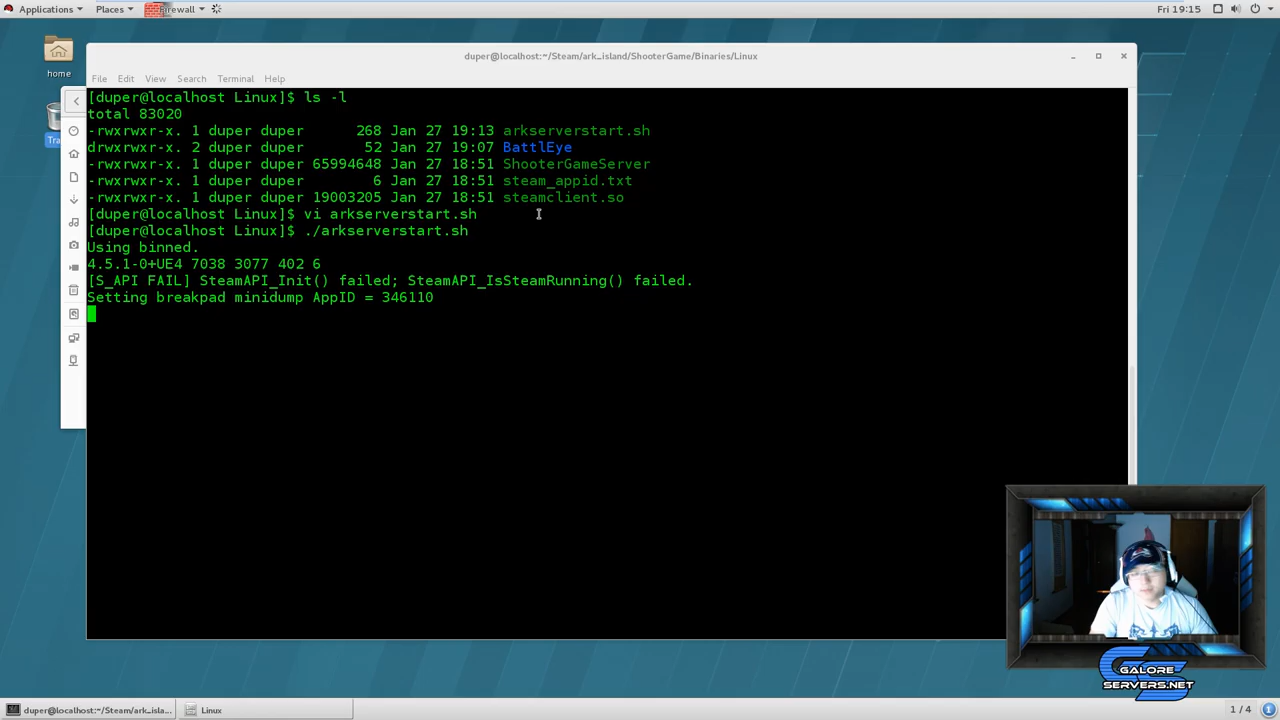 Applications Places Firewall Fri 19:15
home
duper@localhost:~/Steam/ark_island/ShooterGame/Binaries/Linux
File Edit View Search Terminal Help
Tra
[duper@localhost Linux]$ ls -l
total 83020
-rwxrwxr-x. 1 duper duper 268 Jan 27 19:13 arkserverstart.sh
drwxrwxr-x. 2 duper duper 52 Jan 27 19:07 BattlEye
-rwxrwxr-x. 1 duper duper 65994648 Jan 27 18:51 ShooterGameServer
-rwxrwxr-x. 1 duper duper 6 Jan 27 18:51 steam_appid.txt
-rwxrwxr-x. 1 duper duper 19003205 Jan 27 18:51 steamclient.so
[duper@localhost Linux]$ vi arkserverstart.sh
[duper@localhost Linux]$ ./arkserverstart.sh
Using binned.
4.5.1-0+UE4 7038 3077 402 6
[S_API FAIL] SteamAPI_Init() failed; SteamAPI_IsSteamRunning() failed.
Setting breakpad minidump AppID = 346110
GALORE
SERVERS.NET
duper@localhost:~/Steam/ark_isla... Linux 1 / 4 1